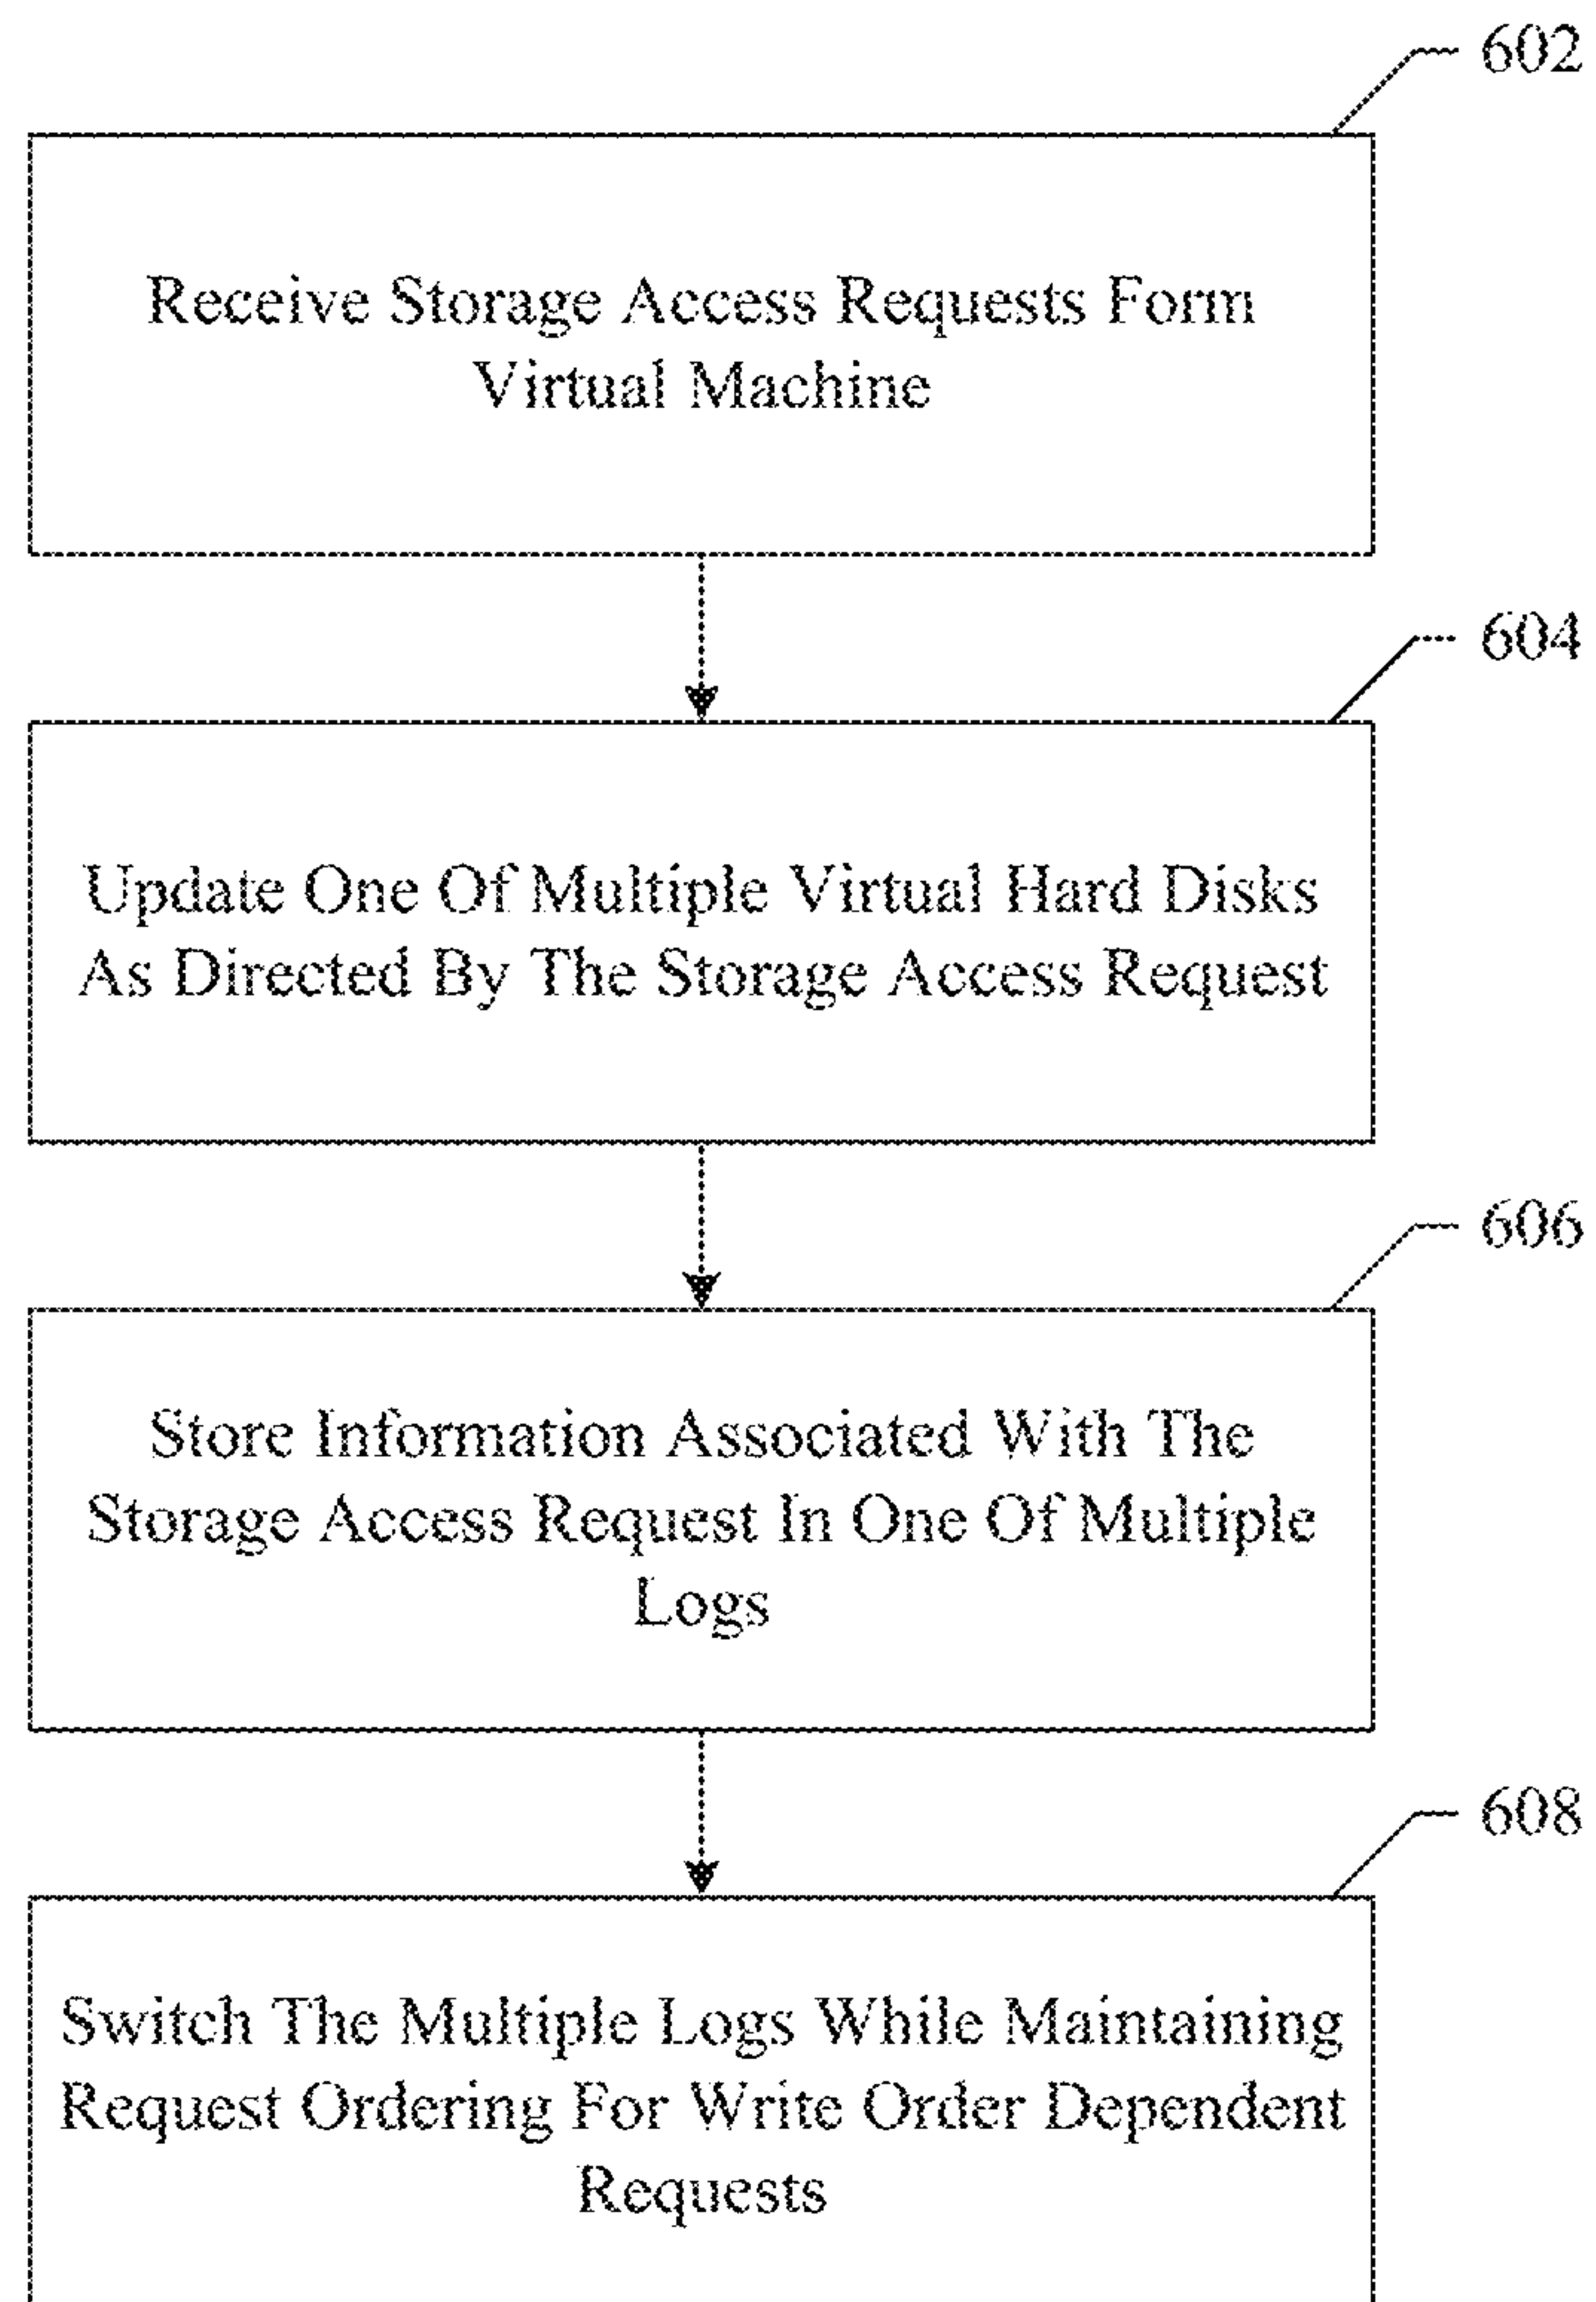 602
Receive Storage Access Requests Form
Virtual Machine
604
Update One Of Multiple Virtual Hard Disks
As Directed By The Storage Access Request
606
Store Information Associated With The
Storage Access Request In One Of Multiple
Logs
608
Switch The Multiple Logs While Maintaining
Request Ordering For Write Order Dependent
Requests